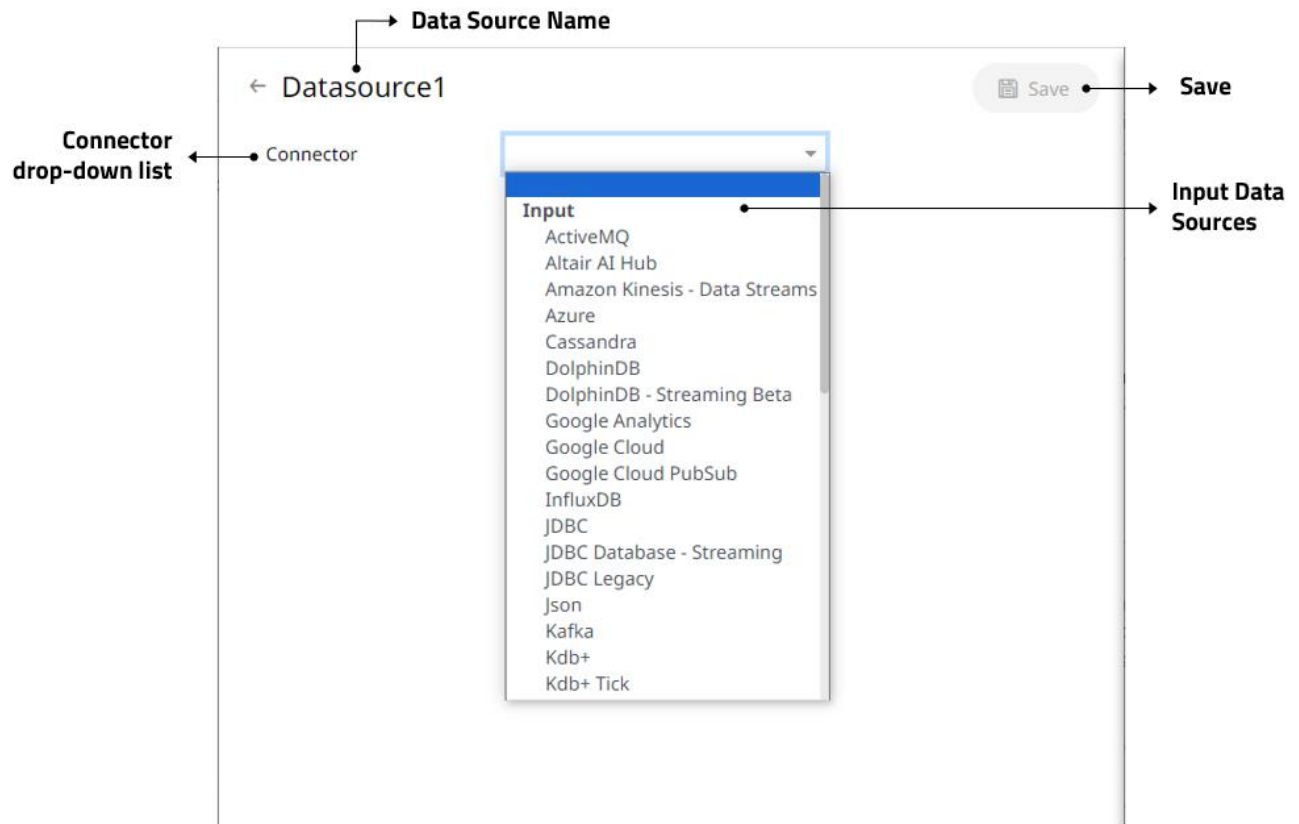 Data Source Name
Datasource1
Save
Save
Connector
drop-down list
Connector
Input Data
Sources
Input
ActiveMQ
Altair AI Hub
Amazon Kinesis - Data Streams
Azure
Cassandra
DolphinDB
DolphinDB - Streaming Beta
Google Analytics
Google Cloud
Google Cloud PubSub
InfluxDB
JDBC
JDBC Database - Streaming
JDBC Legacy
Json
Kafka
Kdb+
Kdb+ Tick